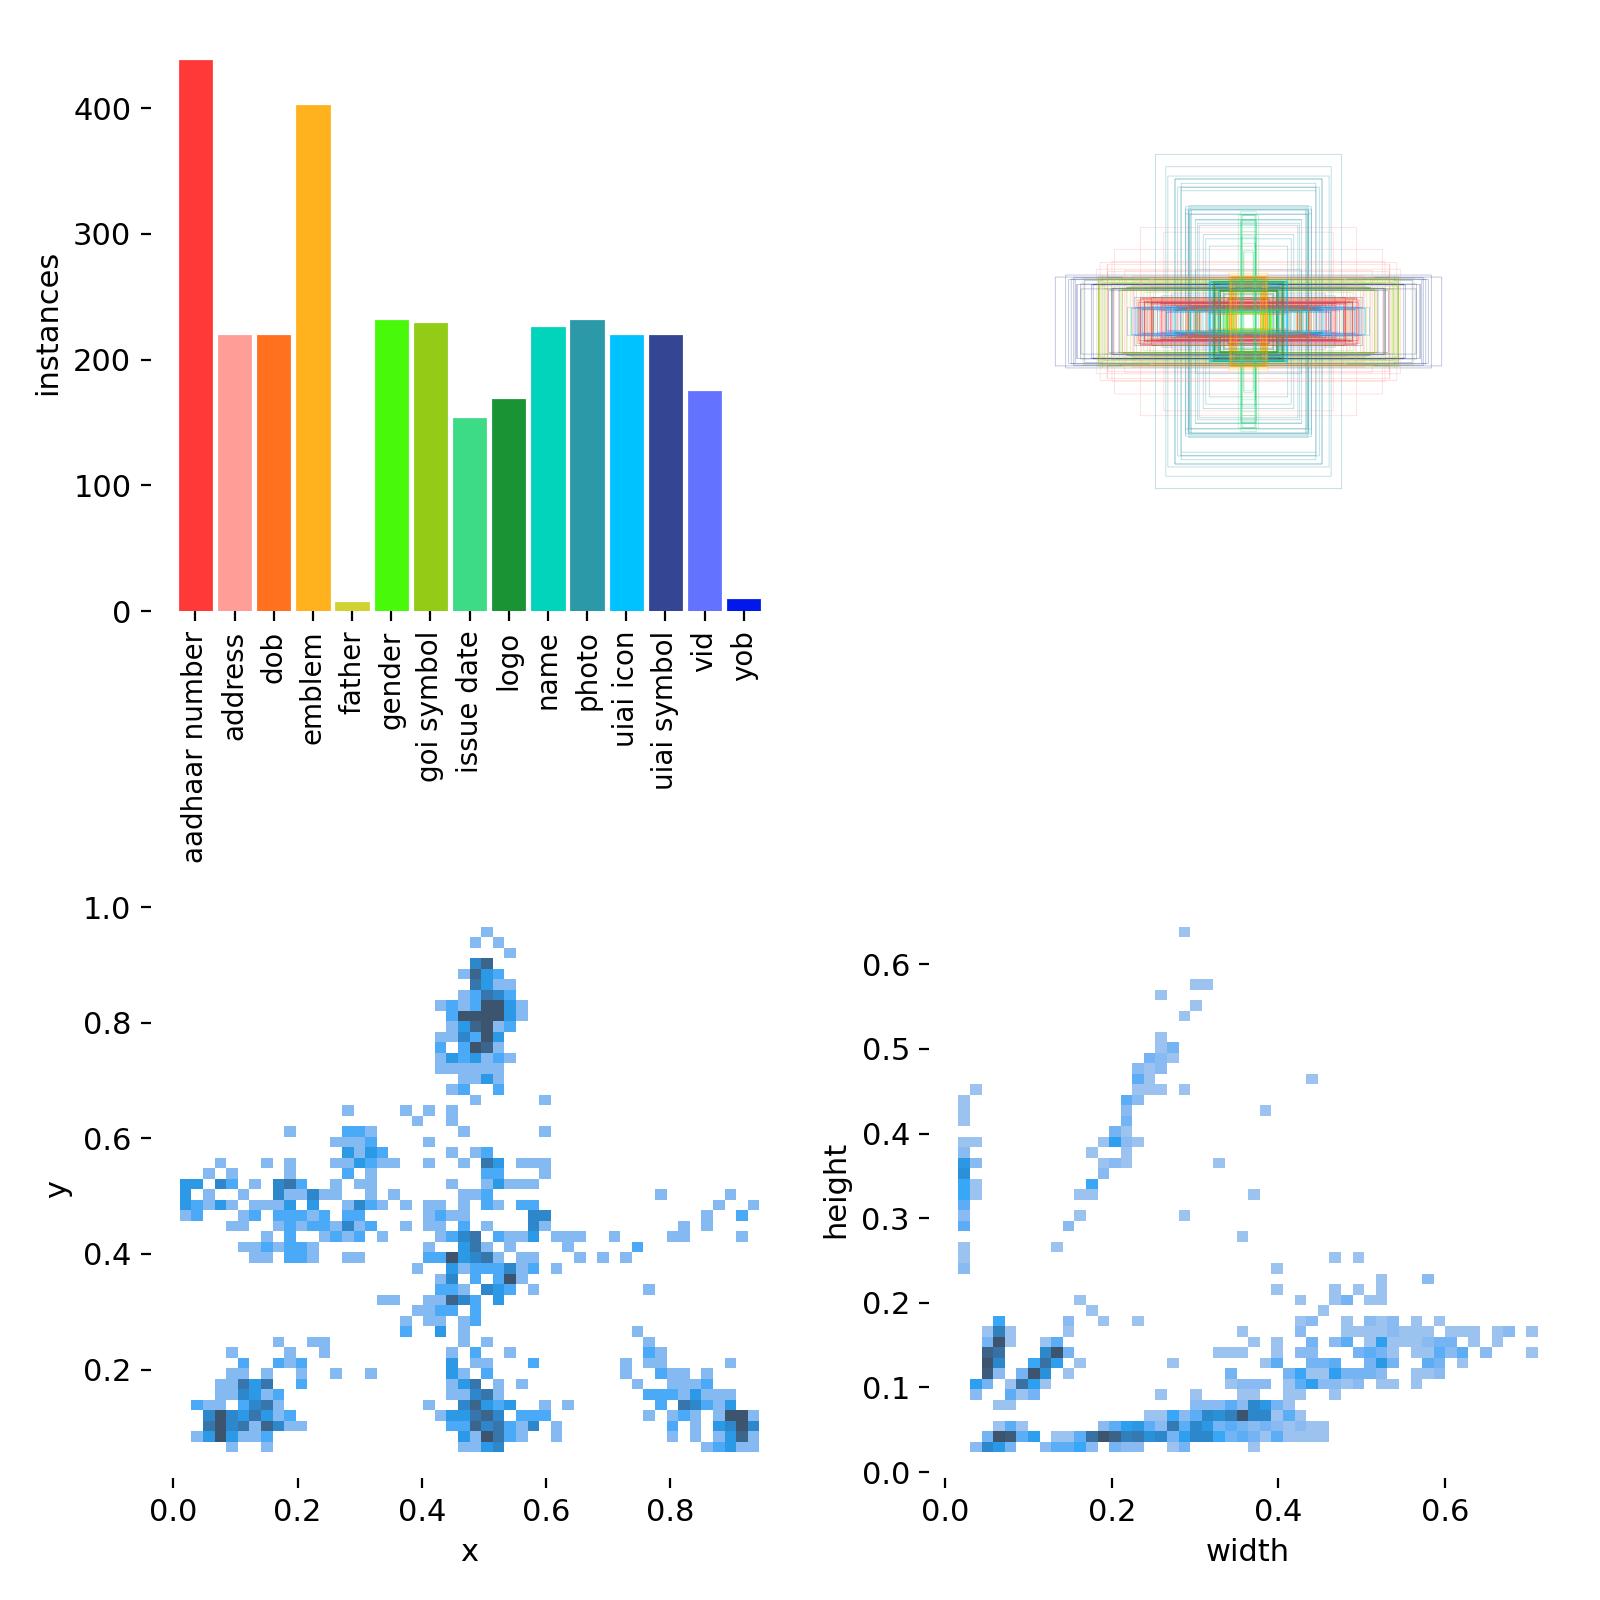 instances
400
300
200
100
0
aadhaar number
address
dob
emblem
father
gender
goi symbol
issue date
logo
name
photo
uiai icon
uiai symbol
vid
yob
y
1.0
0.8
0.6
0.4
0.2
0.0 0.2 0.4 0.6 0.8
x
height
0.6
0.5
0.4
0.3
0.2
0.1
0.0
0.0 0.2 0.4 0.6
width